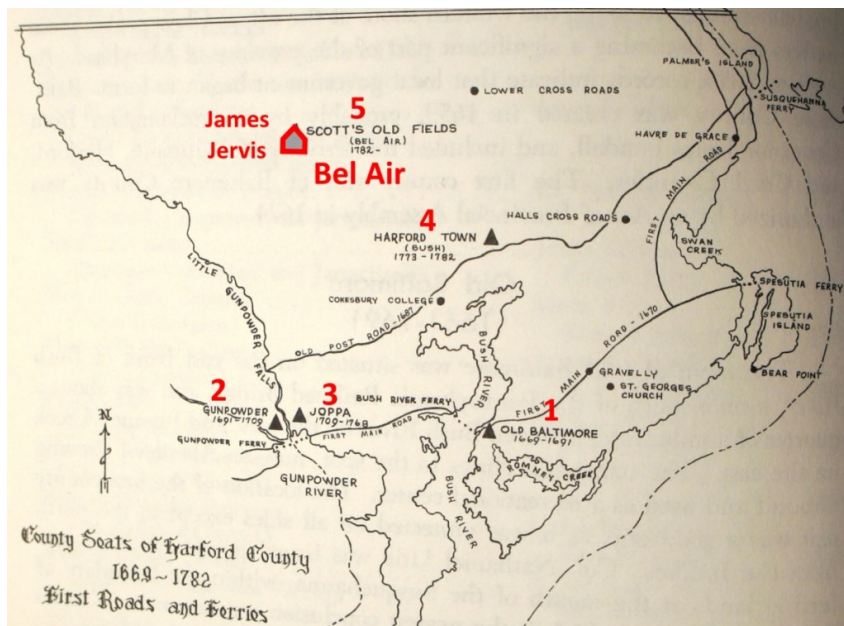 PALMER'S ISLAND
SUSQUEHANNA
FERRY
LOWER CROSS ROADS
HAVRE DE GRACE
5
James
Jervis
SCOTT'S OLD FIELDS
(BEL AIR)
1782-
Bel Air
FIRST MAIN ROAD
4
HALLS CROSS ROADS
HARFORD TOWN
(BUSH)
1773-1782
SWAN
CREEK
LITTLE GUNPOWDER FALLS
SPESUTIA FERRY
COKESBURY COLLEGE
SPESUTIA
ISLAND
OLD POST ROAD-1687
BUSH RIVER
FIRST MAIN ROAD-1670
GRAVELLY
BEAR POINT
ST. GEORGES
CHURCH
2
3
BUSH RIVER FERRY
1
GUNPOWDER
1691-1709
JOPPA
1709-1768
FIRST MAIN ROAD
OLD BALTIMORE
1669-1691
N
GUNPOWDER FERRY
ROMNEY CREEK
GUNPOWDER
RIVER
BUSH RIVER
County Seats of Harford County
1669~1782
First Roads and Ferries